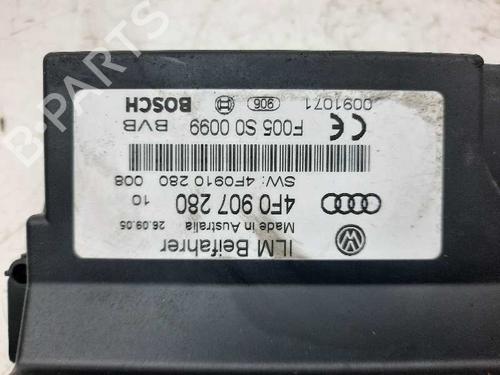 ILM Beifahrer
Made in Australia 26.09.05
4F0 907 280 10
SW: 4F0910 280 008
F005 S0 0099 BVB
0091071 906 BOSCH
B-PARTS